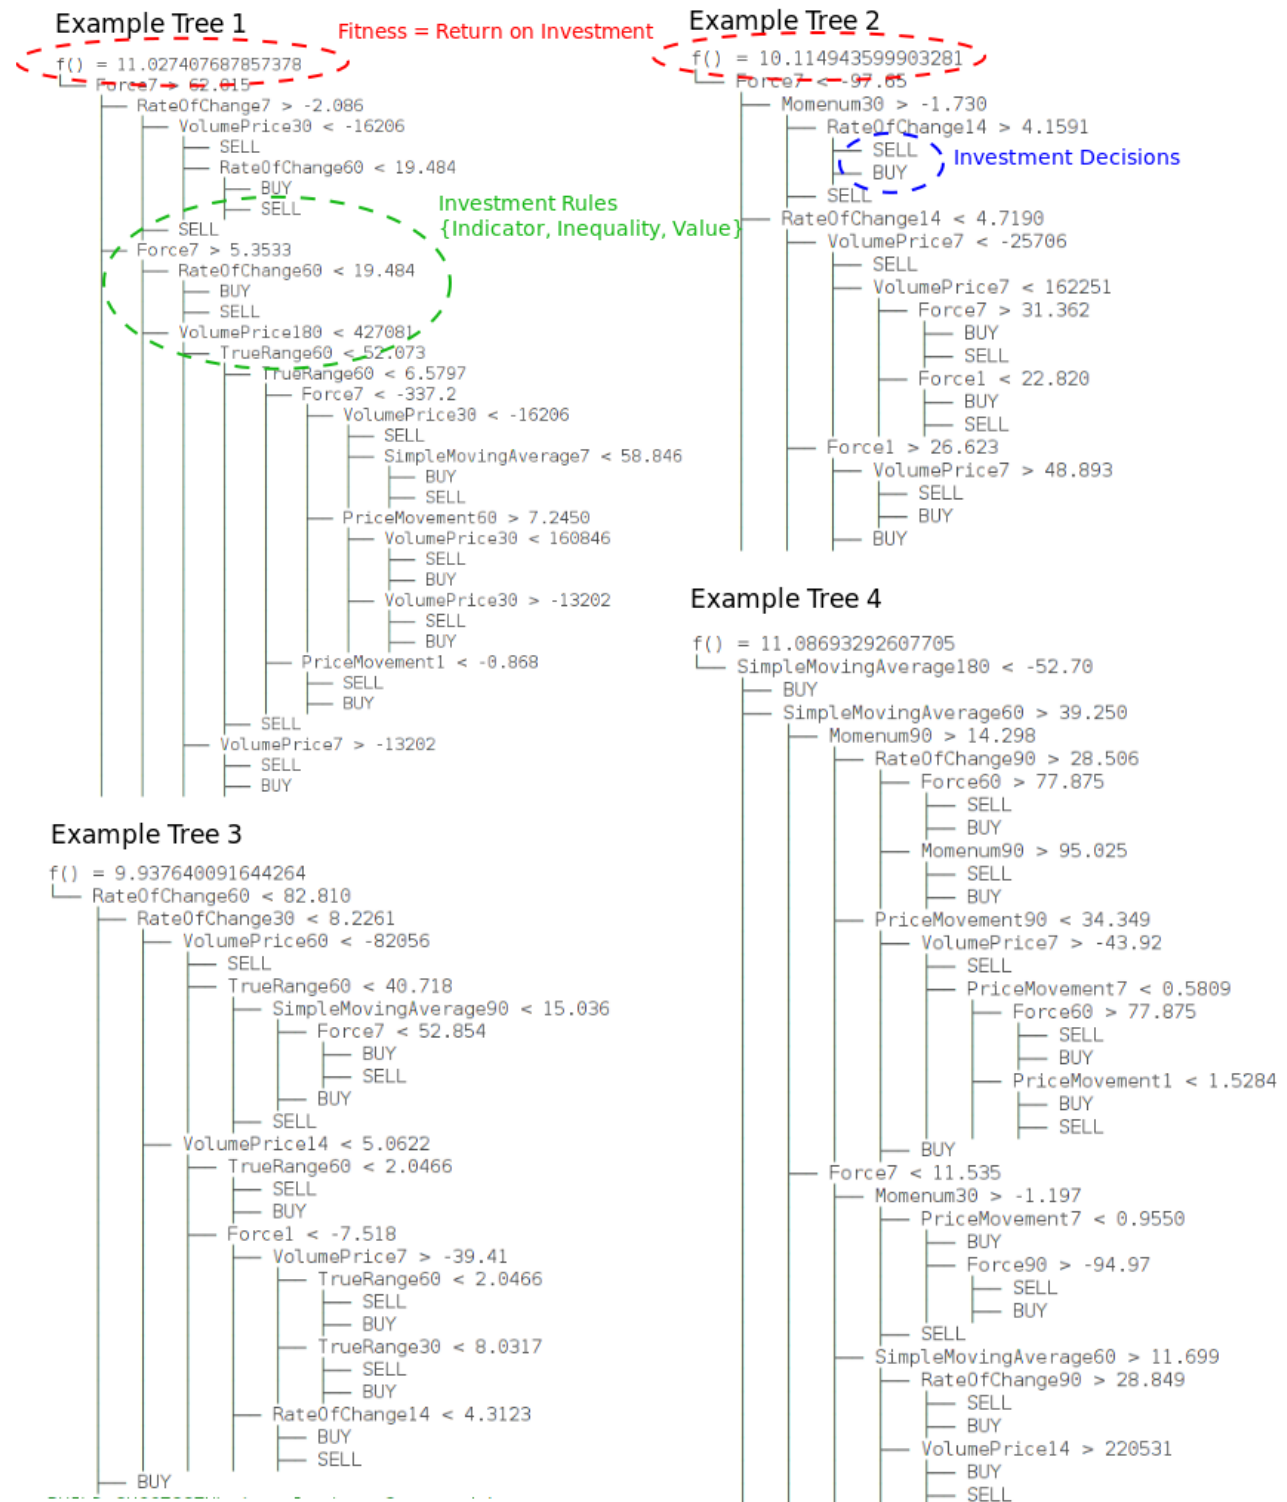 Example Tree 1
Fitness = Return on Investment
f() = 11.027407687857378
Force7 > 62.015
RateOfChange7 > -2.086
VolumePrice30 < -16206
SELL
RateOfChange60 < 19.484
BUY
SELL
SELL
Investment Rules
{Indicator, Inequality, Value}
Force7 > 5.3533
RateOfChange60 < 19.484
BUY
SELL
VolumePrice180 < 427081
TrueRange60 < 52.073
TrueRange60 < 6.5797
Force7 < -337.2
VolumePrice30 < -16206
SELL
SimpleMovingAverage7 < 58.846
BUY
SELL
PriceMovement60 > 7.2450
VolumePrice30 < 160846
SELL
BUY
VolumePrice30 > -13202
SELL
BUY
PriceMovement1 < -0.868
SELL
BUY
SELL
VolumePrice7 > -13202
SELL
BUY
Example Tree 2
f() = 10.114943599903281
Force7 < -97.65
Momenum30 > -1.730
RateOfChange14 > 4.1591
SELL
BUY
Investment Decisions
SELL
RateOfChange14 < 4.7190
VolumePrice7 < -25706
SELL
VolumePrice7 < 162251
Force7 > 31.362
BUY
SELL
Force1 < 22.820
BUY
SELL
Force1 > 26.623
VolumePrice7 > 48.893
SELL
BUY
BUY
Example Tree 3
f() = 9.937640091644264
RateOfChange60 < 82.810
RateOfChange30 < 8.2261
VolumePrice60 < -82056
SELL
TrueRange60 < 40.718
SimpleMovingAverage90 < 15.036
Force7 < 52.854
BUY
SELL
BUY
SELL
VolumePrice14 < 5.0622
TrueRange60 < 2.0466
SELL
BUY
Force1 < -7.518
VolumePrice7 > -39.41
TrueRange60 < 2.0466
SELL
BUY
TrueRange30 < 8.0317
SELL
BUY
RateOfChange14 < 4.3123
BUY
SELL
BUY
Example Tree 4
f() = 11.08693292607705
SimpleMovingAverage180 < -52.70
BUY
SimpleMovingAverage60 > 39.250
Momenum90 > 14.298
RateOfChange90 > 28.506
Force60 > 77.875
SELL
BUY
Momenum90 > 95.025
SELL
BUY
PriceMovement90 < 34.349
VolumePrice7 > -43.92
SELL
PriceMovement7 < 0.5809
Force60 > 77.875
SELL
BUY
PriceMovement1 < 1.5284
BUY
SELL
BUY
Force7 < 11.535
Momenum30 > -1.197
PriceMovement7 < 0.9550
BUY
Force90 > -94.97
SELL
BUY
SELL
SimpleMovingAverage60 > 11.699
RateOfChange90 > 28.849
SELL
BUY
VolumePrice14 > 220531
BUY
SELL